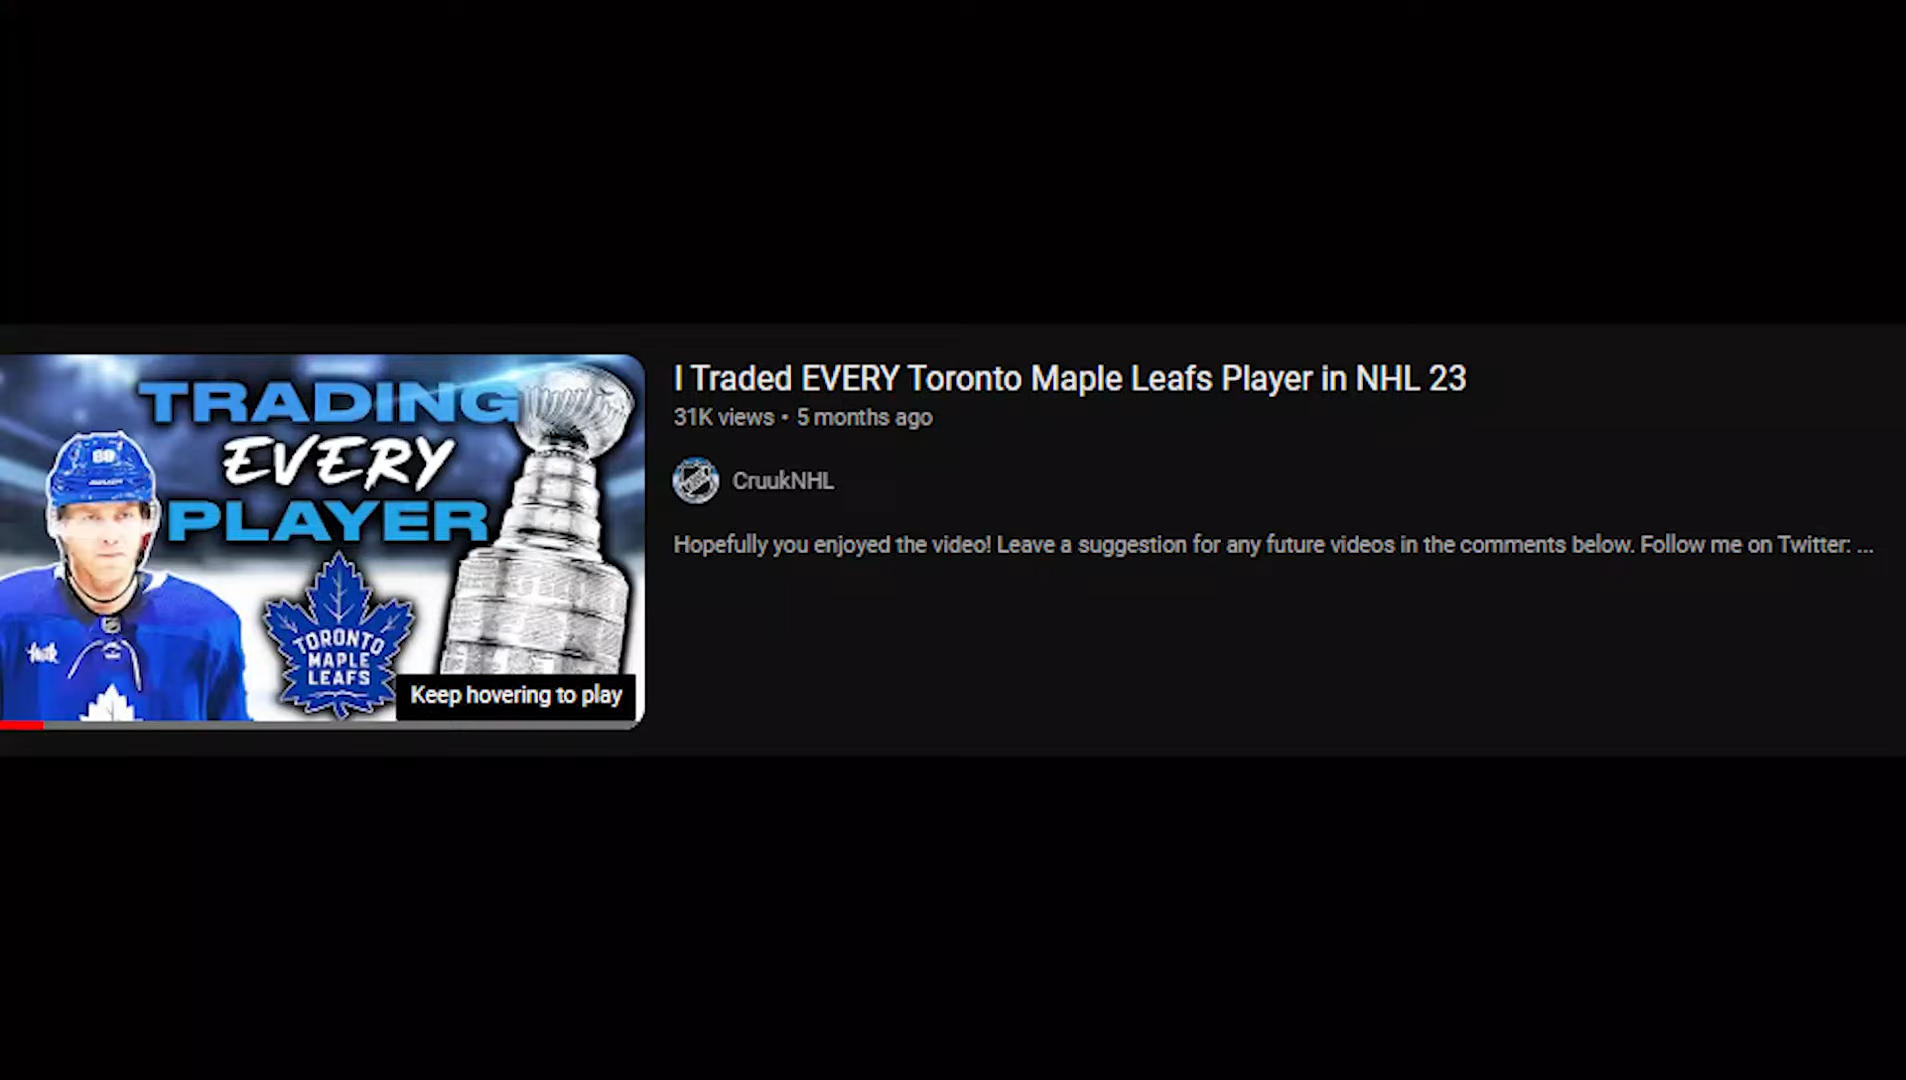 TRADING
EVERY
PLAYER
TORONTO
MAPLE
LEAFS
Keep hovering to play
I Traded EVERY Toronto Maple Leafs Player in NHL 23
31K views • 5 months ago
CruukNHL
Hopefully you enjoyed the video! Leave a suggestion for any future videos in the comments below. Follow me on Twitter: ...